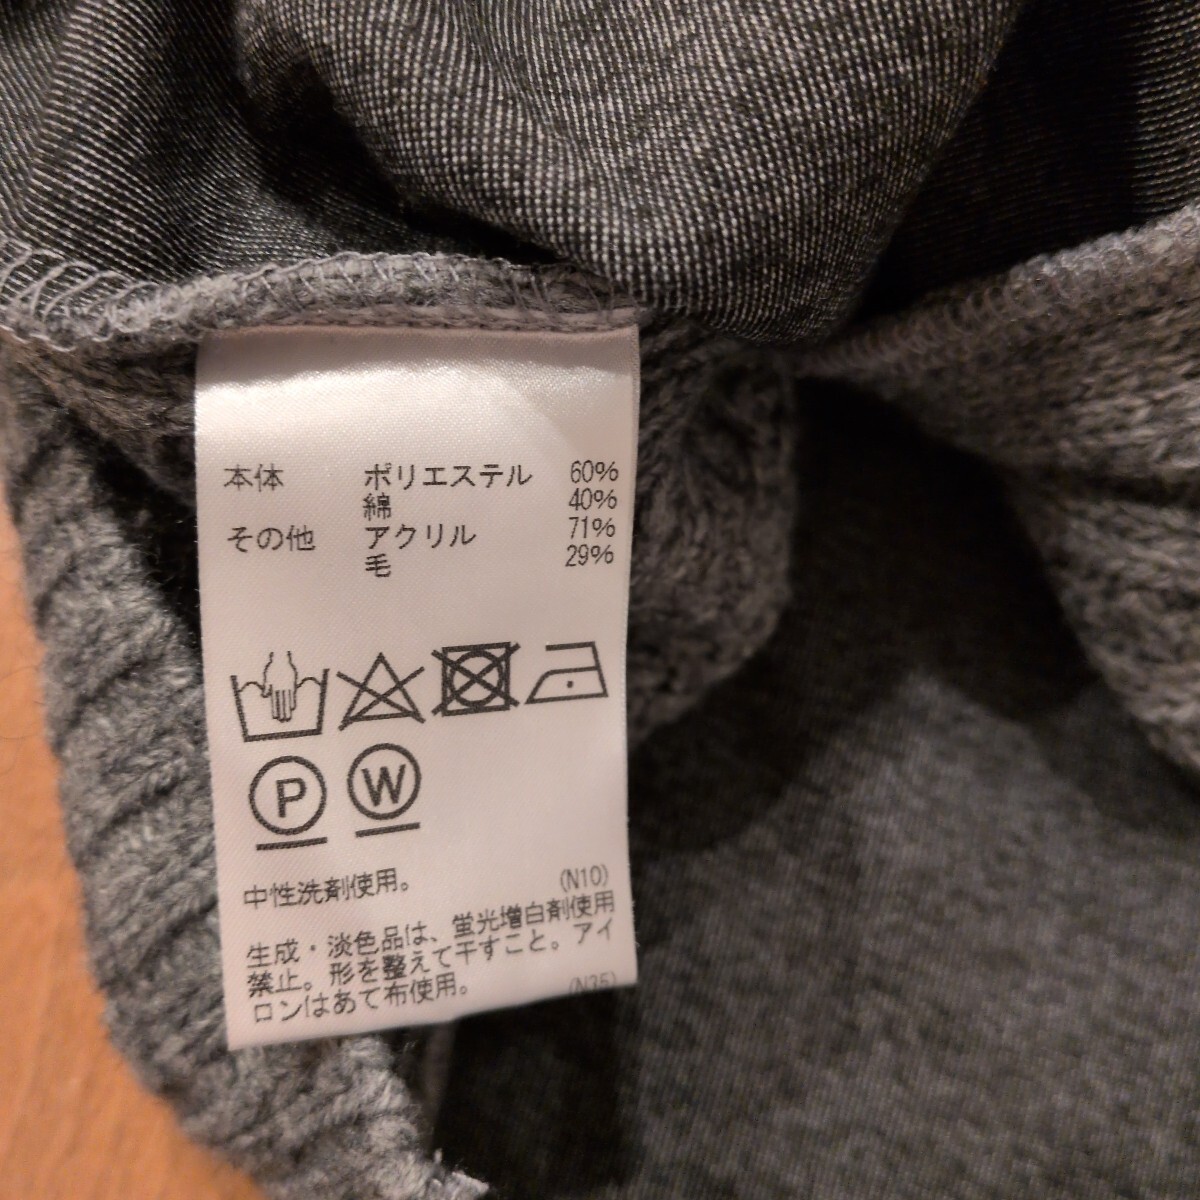 本体 ポリエステル 60%
綿 40%
その他 アクリル 71%
毛 29%
P W
中性洗剤使用。 (N10)
生成・淡色品は、蛍光増白剤使用
禁止。形を整えて干すこと。アイ
ロンはあて布使用。 (N35)